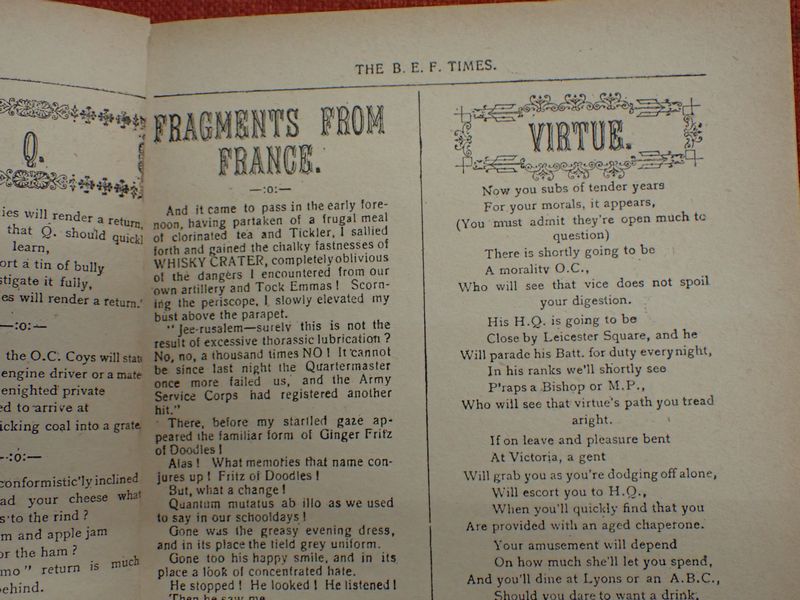 THE B. E. F. TIMES.
Q.
ies will render a return,
that Q. should quickl
learn,
ort a tin of bully
stigate it fully,
es will render a return.'
—:o:—
the O.C. Coys will stat
engine driver or a mate
enighted private
ed to arrive at
icking coal into a grate
-:o:—
conformistic'ly inclined
ad your cheese what
s to the rind ?
m and apple jam
or the ham ?
mo" return is much
ehind.
FRAGMENTS FROM
FRANCE.
—:o:—
And it came to pass in the early fore-
noon, having partaken of a frugal meal
of clorinated tea and Tickler, I sallied
forth and gained the chalky fastnesses of
WHISKY CRATER, completely oblivious
of the dangers I encountered from our
own artillery and Tock Emmas ! Scorn-
ing the periscope, I slowly elevated my
bust above the parapet.
"Jee-rusalem—surely this is not the
result of excessive thorassic lubrication ?
No, no, a thousand times NO ! It cannot
be since last night the Quartermaster
once more failed us, and the Army
Service Corps had registered another
hit."
There, before my startled gaze ap-
peared the familiar form of Ginger Fritz
of Doodles !
Alas ! What memories that name con-
jures up ! Fritz of Doodles !
But, what a change !
Quantum mutatus ab illo as we used
to say in our schooldays !
Gone was the greasy evening dress,
and in its place the field grey uniform.
Gone too his happy smile, and in its
place a look of concentrated hate.
He stopped ! He looked ! He listened !
Then he saw me
VIRTUE.
Now you subs of tender years
For your morals, it appears,
(You must admit they're open much to
question)
There is shortly going to be
A morality O.C.,
Who will see that vice does not spoil
your digestion.
His H.Q. is going to be
Close by Leicester Square, and he
Will parade his Batt. for duty every night,
In his ranks we'll shortly see
P'raps a Bishop or M.P.,
Who will see that virtue's path you tread
aright.
If on leave and pleasure bent
At Victoria, a gent
Will grab you as you're dodging off alone,
Will escort you to H.Q.,
When you'll quickly find that you
Are provided with an aged chaperone.
Your amusement will depend
On how much she'll let you spend,
And you'll dine at Lyons or an A.B.C.,
Should you dare to want a drink,